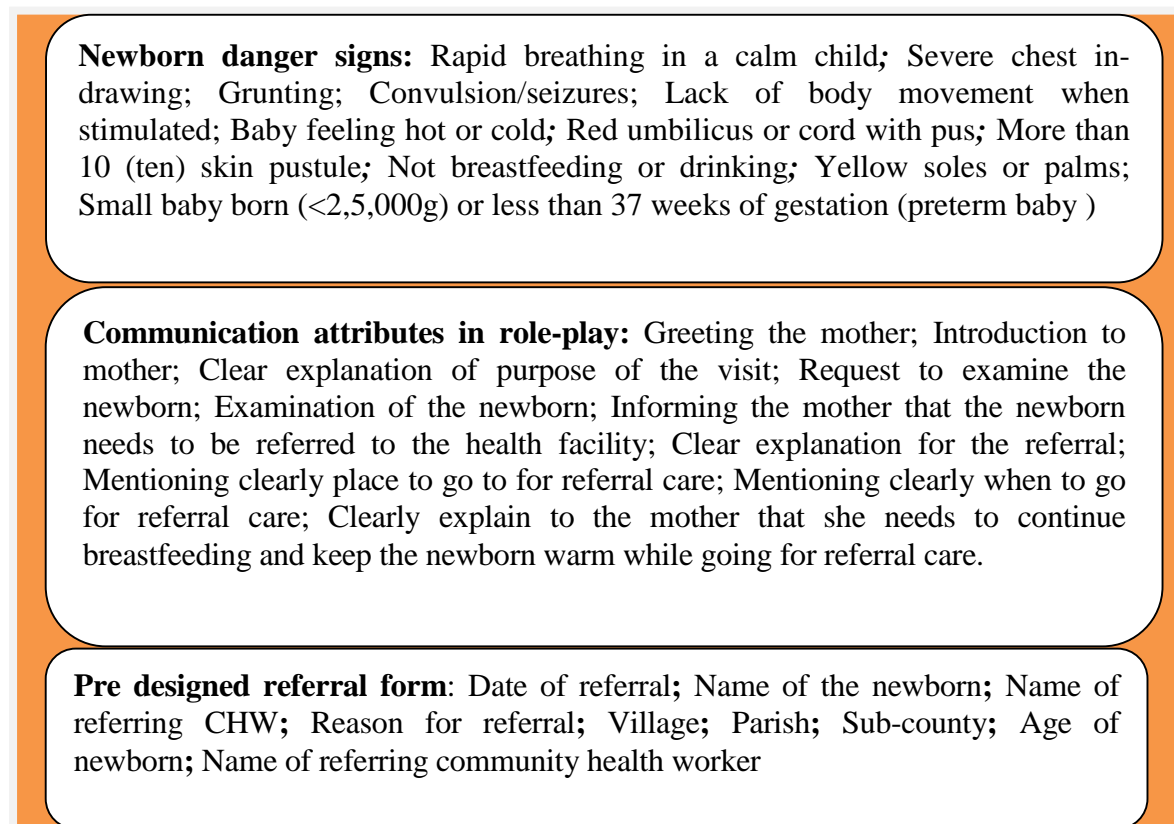 Newborn danger signs: Rapid breathing in a calm child; Severe chest in-
drawing; Grunting; Convulsion/seizures; Lack of body movement when
stimulated; Baby feeling hot or cold; Red umbilicus or cord with pus; More than
10 (ten) skin pustule; Not breastfeeding or drinking; Yellow soles or palms;
Small baby born (<2,5,000g) or less than 37 weeks of gestation (preterm baby )
Communication attributes in role-play: Greeting the mother; Introduction to
mother; Clear explanation of purpose of the visit; Request to examine the
newborn; Examination of the newborn; Informing the mother that the newborn
needs to be referred to the health facility; Clear explanation for the referral;
Mentioning clearly place to go to for referral care; Mentioning clearly when to go
for referral care; Clearly explain to the mother that she needs to continue
breastfeeding and keep the newborn warm while going for referral care.
Pre designed referral form: Date of referral; Name of the newborn; Name of
referring CHW; Reason for referral; Village; Parish; Sub-county; Age of
newborn; Name of referring community health worker